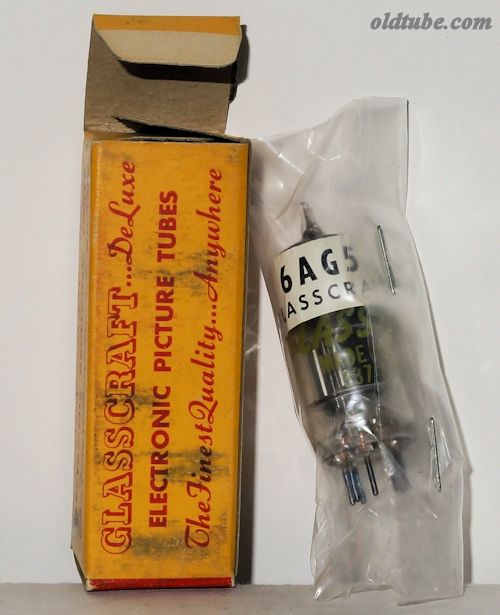 oldtube.com
GLASSCRAFT...DeLuxe
ELECTRONIC PICTURE TUBES
The Finest Quality...Anywhere
6AG5
GLASSCRA